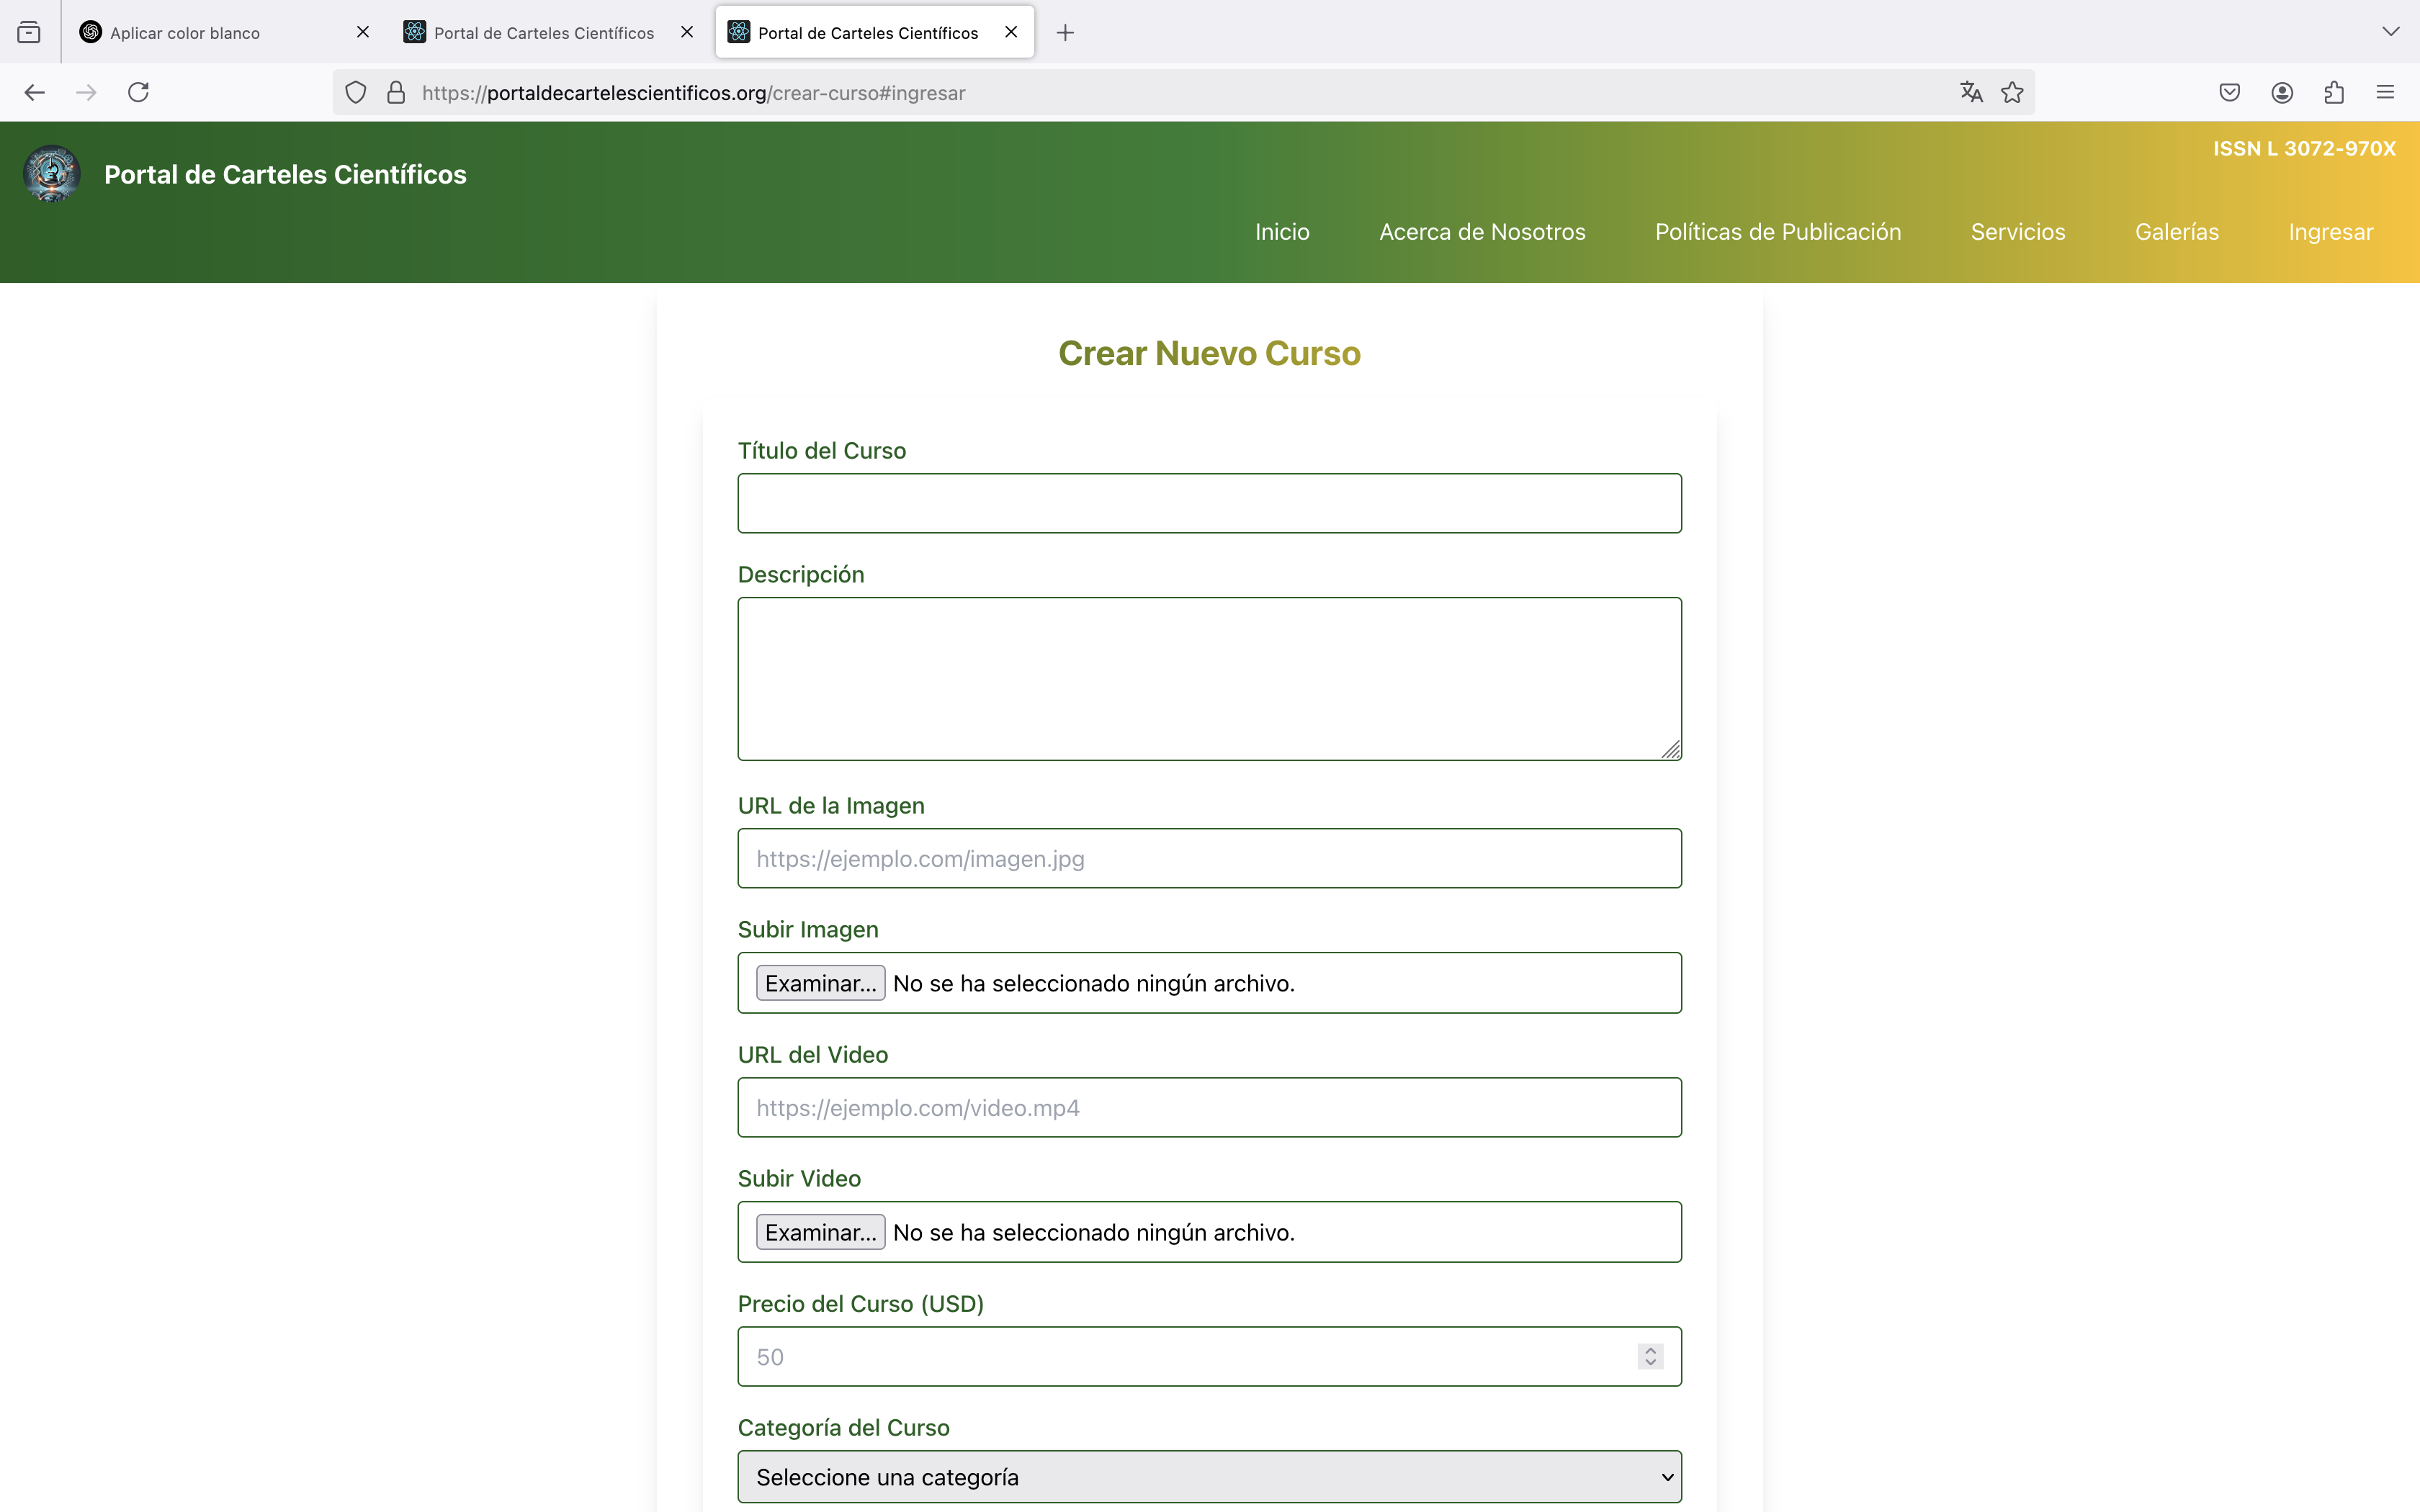 Aplicar color blanco
Portal de Carteles Científicos
Portal de Carteles Científicos
https://portaldecartelescientificos.org/crear-curso#ingresar
ISSN L 3072-970X
Portal de Carteles Científicos
Inicio
Acerca de Nosotros
Políticas de Publicación
Servicios
Galerías
Ingresar
Crear Nuevo Curso
Título del Curso
Descripción
URL de la Imagen
https://ejemplo.com/imagen.jpg
Subir Imagen
Examinar... No se ha seleccionado ningún archivo.
URL del Video
https://ejemplo.com/video.mp4
Subir Video
Examinar... No se ha seleccionado ningún archivo.
Precio del Curso (USD)
50
Categoría del Curso
Seleccione una categoría